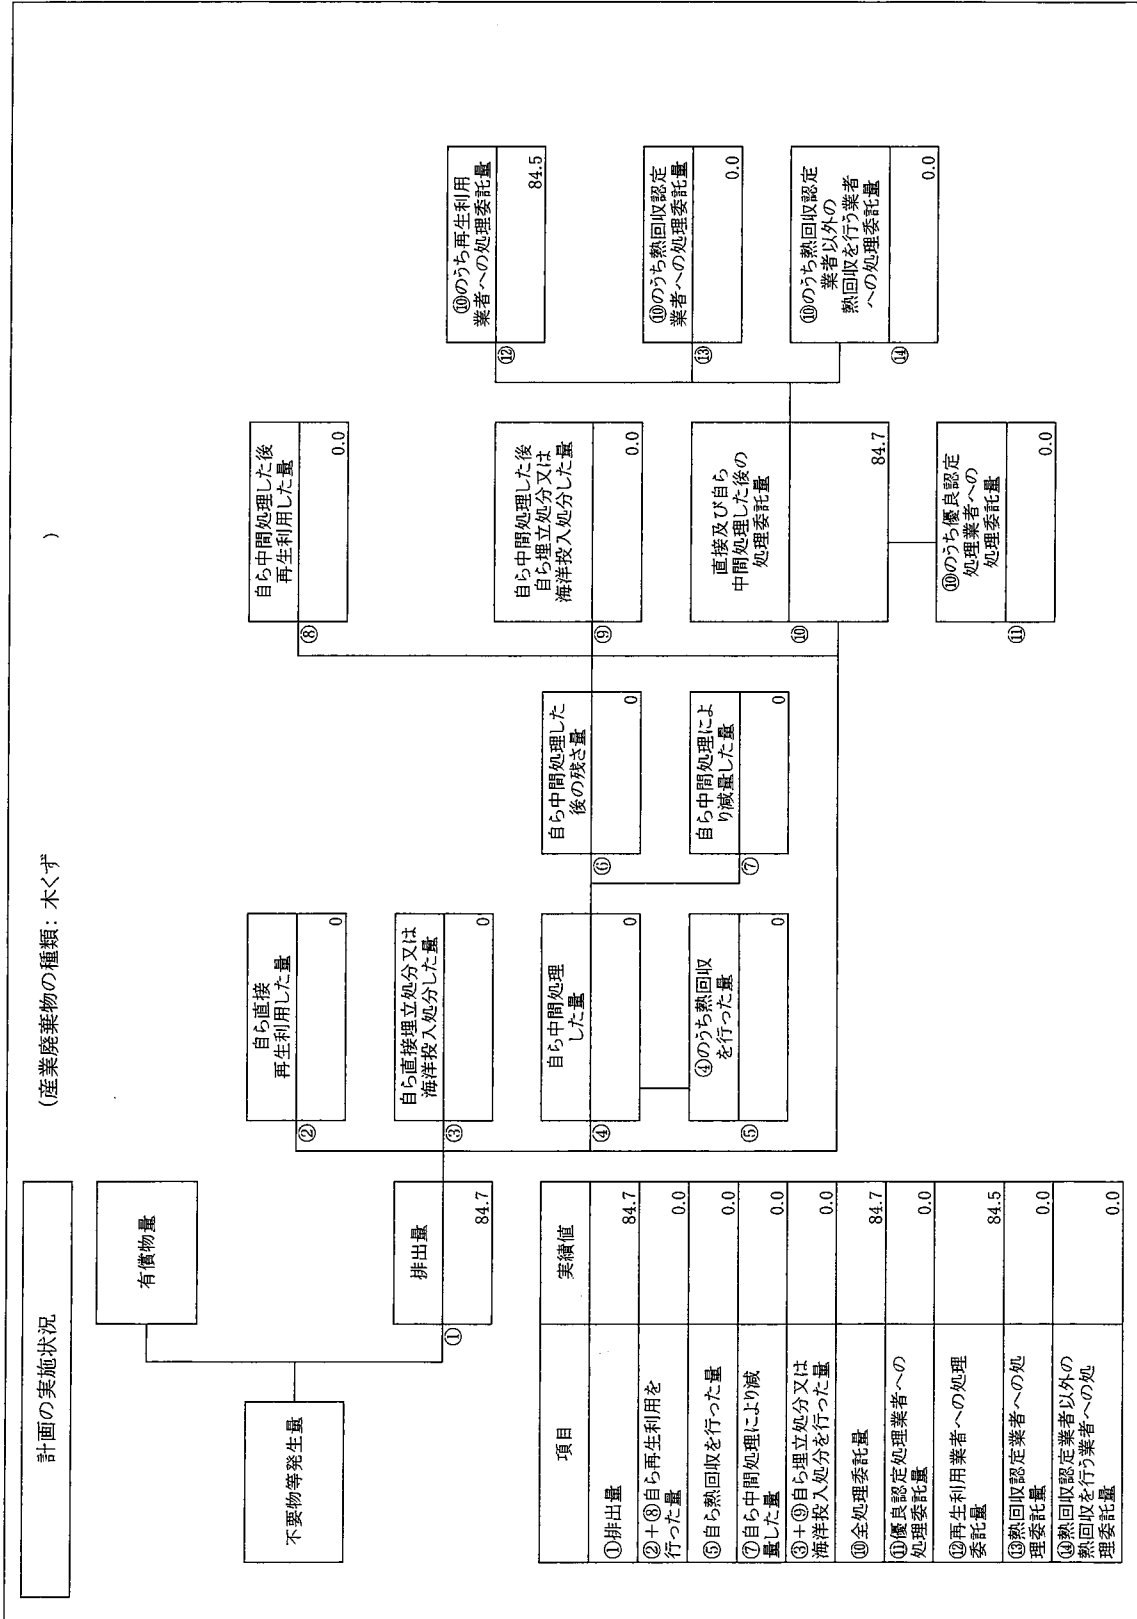 計画の実施状況
(産業廃棄物の種類：木くず
)
不要物等発生量
有償物量
①
排出量
84.7
②
自ら直接
再生利用した量
0
③
自ら直接埋立処分又は
海洋投入処分した量
0
④
自ら中間処理
した量
0
⑤
④のうち熱回収
を行った量
0
⑥
自ら中間処理した
後の残さ量
0
⑦
自ら中間処理によ
り減量した量
0
⑧
自ら中間処理した後
再生利用した量
0.0
⑨
自ら中間処理した後
自ら埋立処分又は
海洋投入処分した量
0.0
⑩
直接及び自ら
中間処理した後の
処理委託量
84.7
⑪
⑩のうち優良認定
処理業者への
処理委託量
0.0
⑫
⑩のうち再生利用
業者への処理委託量
84.5
⑬
⑩のうち熱回収認定
業者への処理委託量
0.0
⑭
⑩のうち熱回収認定
業者以外の
熱回収を行う業者
への処理委託量
0.0
項目 実績値
①排出量 84.7
②+⑧自ら再生利用を
行った量 0.0
⑤自ら熱回収を行った量 0.0
⑦自ら中間処理により減
量した量 0.0
③+⑨自ら埋立処分又は
海洋投入処分を行った量 0.0
⑩全処理委託量 84.7
⑪優良認定処理業者への
処理委託量 0.0
⑫再生利用業者への処理
委託量 84.5
⑬熱回収認定業者への処
理委託量 0.0
⑭熱回収認定業者以外の
熱回収を行う業者への処
理委託量 0.0